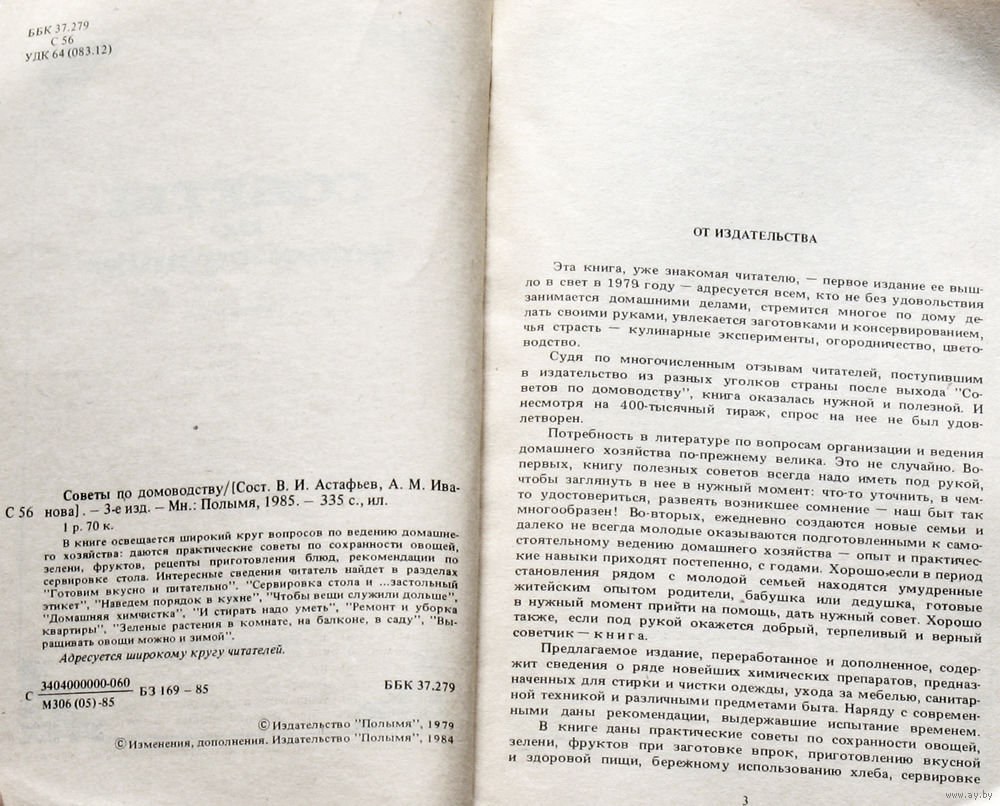 ББК 37.279
С 56
УДК 64 (083.12)
Советы по домоводству/[Сост. В. И. Астафьев, А. М. Ива-
С 56 нова]. – 3-е изд. – Мн.: Полымя, 1985. – 335 с., ил.
1 р. 70 к.
В книге освещается широкий круг вопросов по ведению домашне-
го хозяйства: даются практические советы по сохранности овощей,
зелени, фруктов, рецепты приготовления блюд, рекомендации по
сервировке стола. Интересные сведения читатель найдет в разделах
"Готовим вкусно и питательно". "Сервировка стола и ...застольный
этикет", "Наведем порядок в кухне", "Чтобы вещи служили дольше",
"Домашняя химчистка", "И стирать надо уметь", "Ремонт и уборка
квартиры", "Зеленые растения в комнате, на балконе, в саду", "Вы-
ращивать овощи можно и зимой".
Адресуется широкому кругу читателей.
С 3404000000-060 БЗ 169 – 85 ББК 37.279
М306 (05)-85
© Издательство "Полымя", 1979
© Изменения, дополнения. Издательство "Полымя", 1984
ОТ ИЗДАТЕЛЬСТВА
Эта книга, уже знакомая читателю, — первое издание ее выш-
ло в свет в 1979 году — адресуется всем, кто не без удовольствия
занимается домашними делами, стремится многое по дому де-
лать своими руками, увлекается заготовками и консервированием,
чья страсть — кулинарные эксперименты, огородничество, цвето-
водство.
Судя по многочисленным отзывам читателей, поступившим
в издательство из разных уголков страны после выхода "Со-
ветов по домоводству", книга оказалась нужной и полезной. И
несмотря на 400-тысячный тираж, спрос на нее не был удов-
летворен.
Потребность в литературе по вопросам организации и ведения
домашнего хозяйства по-прежнему велика. Это не случайно. Во-
первых, книгу полезных советов всегда надо иметь под рукой,
чтобы заглянуть в нее в нужный момент: что-то уточнить, в чем-
то удостовериться, развеять возникшее сомнение — наш быт так
многообразен! Во-вторых, ежедневно создаются новые семьи и
далеко не всегда молодые оказываются подготовленными к само-
стоятельному ведению домашнего хозяйства — опыт и практичес-
кие навыки приходят постепенно, с годами. Хорошо если в период
становления рядом с молодой семьей находятся умудренные
житейским опытом родители, бабушка или дедушка, готовые
в нужный момент прийти на помощь, дать нужный совет. Хорошо
также, если под рукой окажется добрый, терпеливый и верный
советчик — книга.
Предлагаемое издание, переработанное и дополненное, содер-
жит сведения о ряде новейших химических препаратов, предназ-
наченных для стирки и чистки одежды, ухода за мебелью, санитар-
ной техникой и различными предметами быта. Наряду с современ-
ными даны рекомендации, выдержавшие испытание временем.
В книге даны практические советы по сохранности овощей,
зелени, фруктов при заготовке впрок, приготовлению вкусной
и здоровой пищи, бережному использованию хлеба, сервировке
3
www.ay.by